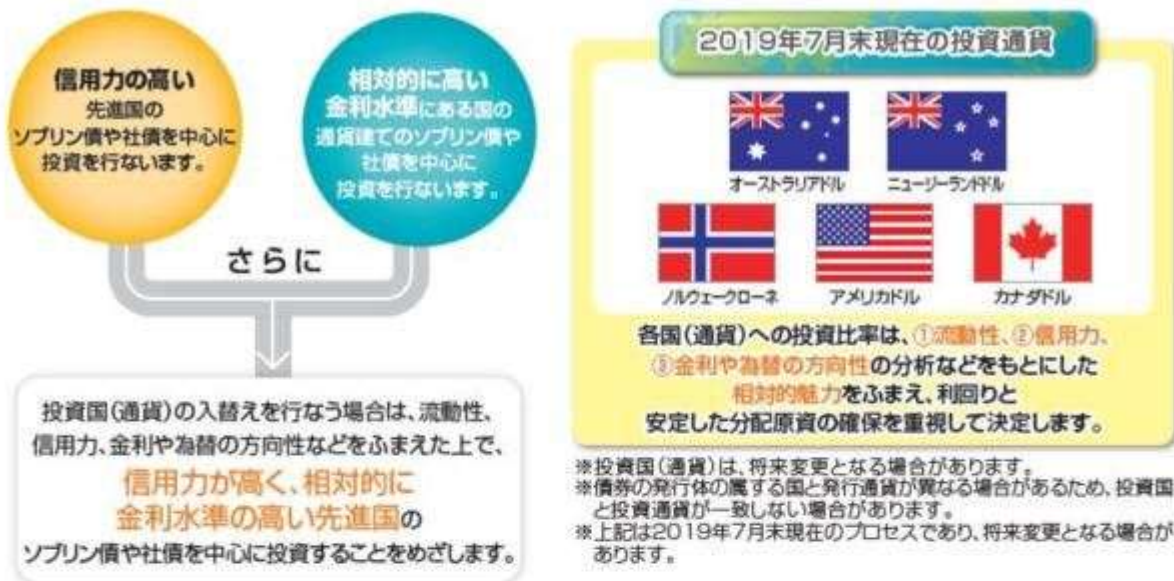 信用力の高い
先進国の
ソブリン債や社債を中心に
投資を行ないます。
相対的に高い
金利水準にある国の
通貨建てのソブリン債や
社債を中心に
投資を行ないます。
さらに
投資国(通貨)の入替えを行なう場合は、流動性、
信用力、金利や為替の方向性などをふまえた上で、
信用力が高く、相対的に
金利水準の高い先進国の
ソブリン債や社債を中心に投資することをめざします。
2019年7月末現在の投資通貨
オーストラリアドル
ニュージーランドドル
ノルウェークローネ
アメリカドル
カナダドル
各国(通貨)への投資比率は、①流動性、②信用力、
③金利や為替の方向性の分析などをもとにした
相対的魅力をふまえ、利回りと
安定した分配原資の確保を重視して決定します。
※投資国(通貨)は、将来変更となる場合があります。
※債券の発行体の属する国と発行通貨が異なる場合があるため、投資国
と投資通貨が一致しない場合があります。
※上記は2019年7月末現在のプロセスであり、将来変更となる場合が
あります。